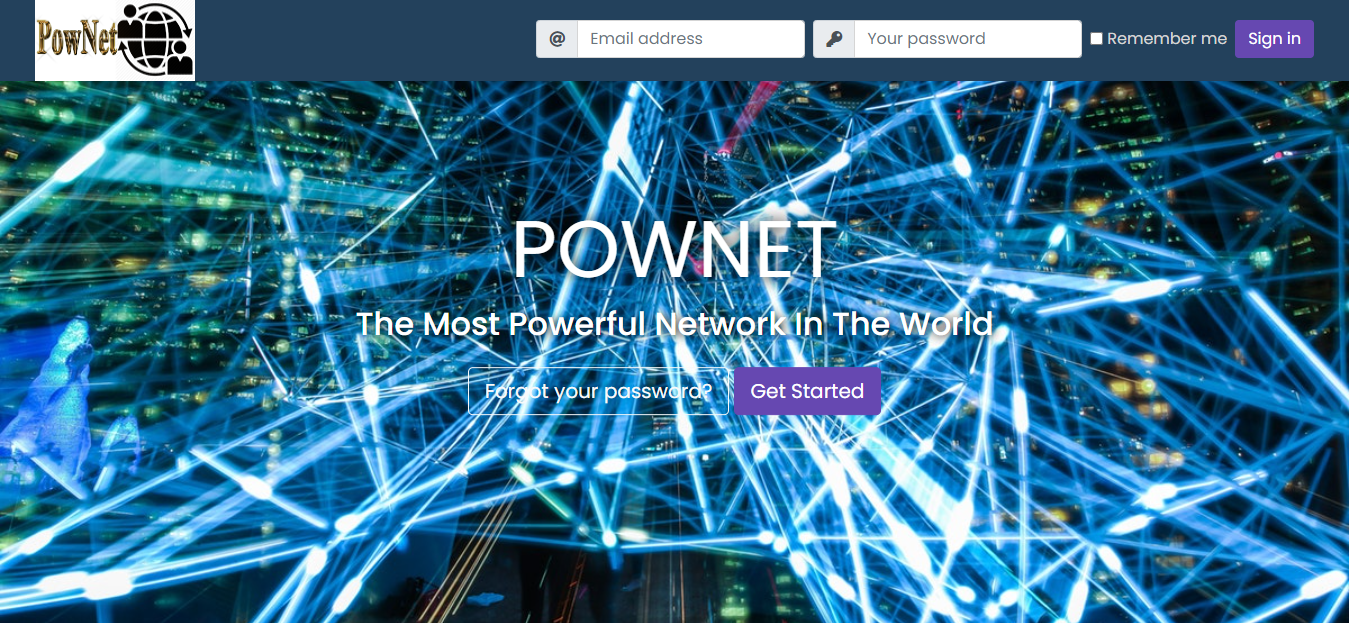 PowNet
@ Email address
Your password
Remember me
Sign in
POWNET
The Most Powerful Network In The World
Forgot your password?
Get Started